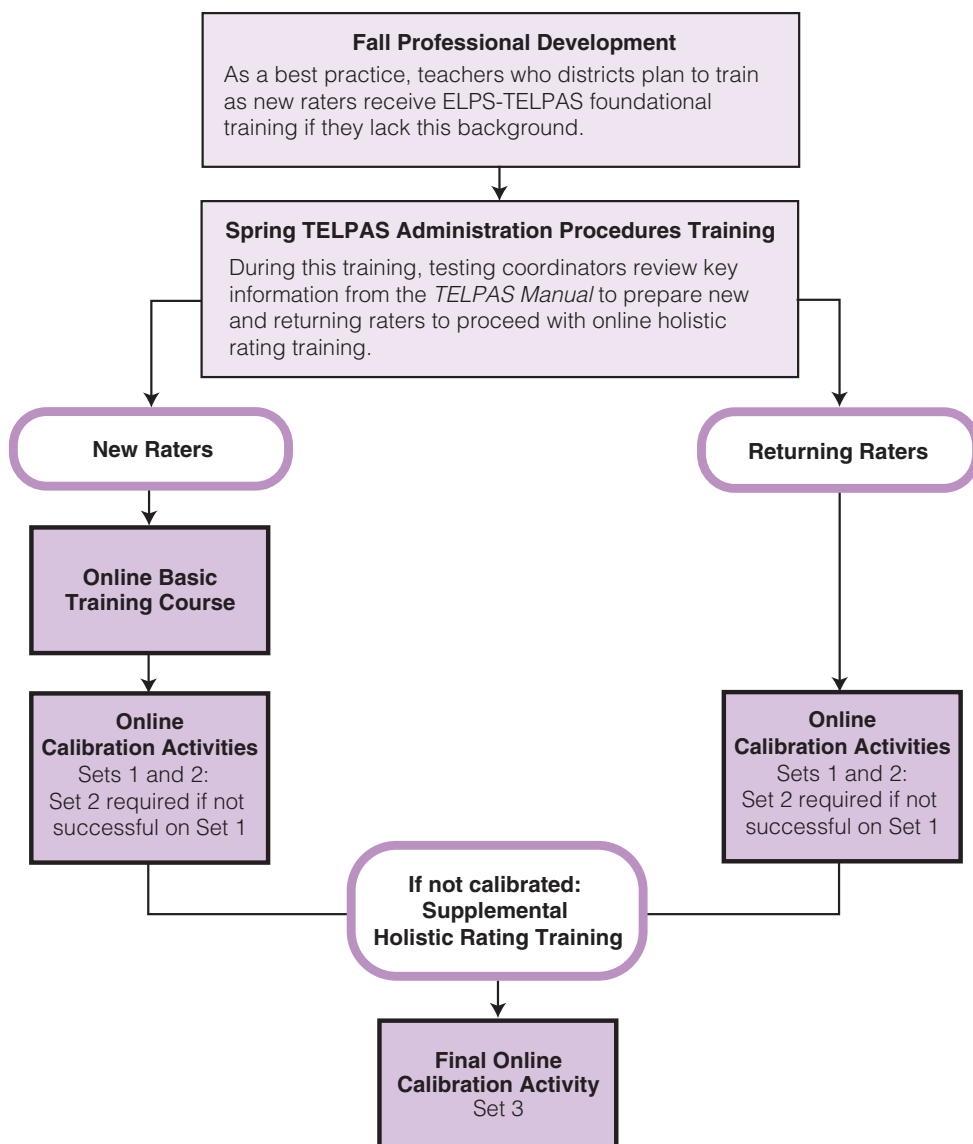 Fall Professional Development
As a best practice, teachers who districts plan to train
as new raters receive ELPS-TELPAS foundational
training if they lack this background.
Spring TELPAS Administration Procedures Training
During this training, testing coordinators review key
information from the TELPAS Manual to prepare new
and returning raters to proceed with online holistic
rating training.
New Raters
Returning Raters
Online Basic
Training Course
Online
Calibration Activities
Sets 1 and 2:
Set 2 required if not
successful on Set 1
Online
Calibration Activities
Sets 1 and 2:
Set 2 required if not
successful on Set 1
If not calibrated:
Supplemental
Holistic Rating Training
Final Online
Calibration Activity
Set 3